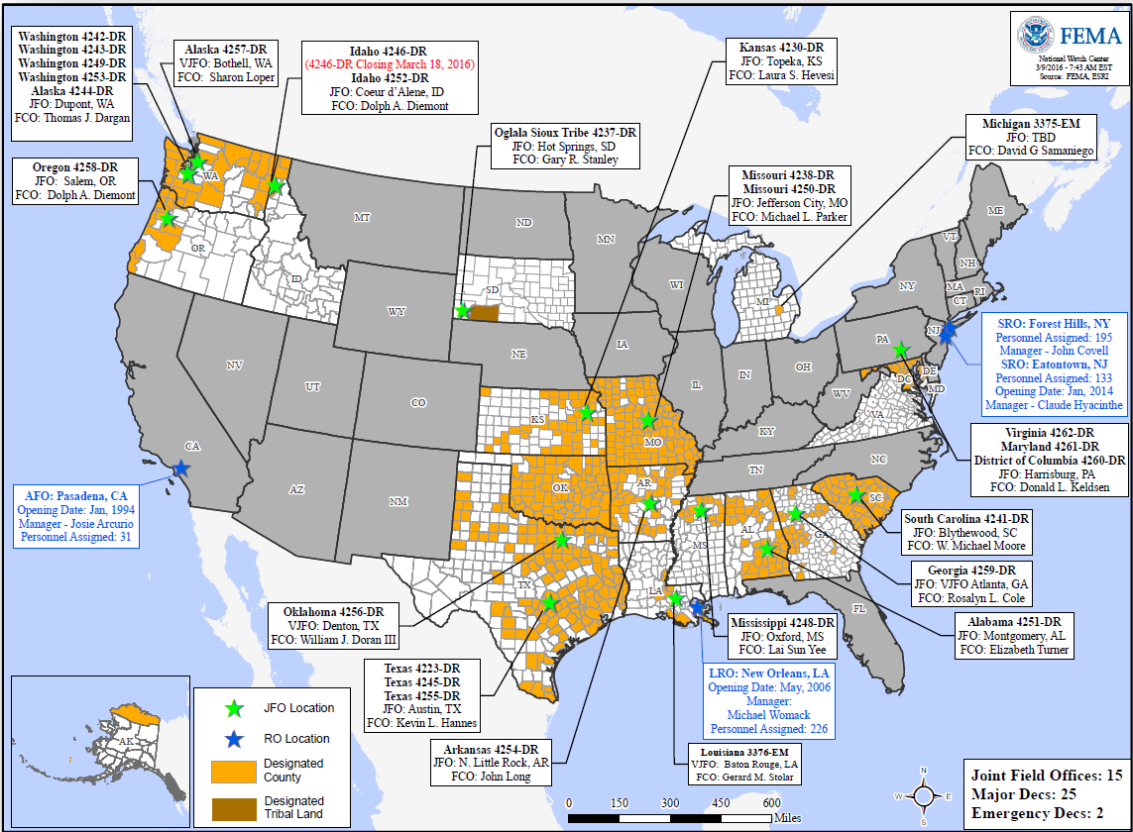 Washington 4242-DR
Washington 4243-DR
Washington 4249-DR
Washington 4253-DR
Alaska 4244-DR
JFO: Dupont, WA
FCO: Thomas J. Dargan
Alaska 4257-DR
VJFO: Bothell, WA
FCO: Sharon Loper
Idaho 4246-DR
(4246-DR Closing March 18, 2016)
Idaho 4252-DR
JFO: Coeur d'Alene, ID
FCO: Dolph A. Diemont
Kansas 4230-DR
JFO: Topeka, KS
FCO: Laura S. Hevesi
FEMA
National Watch Center
3/9/2016 - 7:43 AM EST
Source: FEMA, ESRI
Oglala Sioux Tribe 4237-DR
JFO: Hot Springs, SD
FCO: Gary R. Stanley
Michigan 3375-EM
JFO: TBD
FCO: David G Samaniego
Oregon 4258-DR
JFO: Salem, OR
FCO: Dolph A. Diemont
Missouri 4238-DR
Missouri 4250-DR
JFO: Jefferson City, MO
FCO: Michael L. Parker
WA
MT
ND
MN
ME
VT
NH
OR
ID
SD
WI
MI
NY
MA
CT
RI
WY
IA
PA
NJ
NE
NV
UT
CO
IL
IN
OH
WV
DC
DE
MD
VA
KS
MO
KY
CA
AZ
NM
OK
AR
TN
NC
SC
TX
LA
MS
AL
GA
FL
AK
SRO: Forest Hills, NY
Personnel Assigned: 195
Manager - John Covell
SRO: Eatontown, NJ
Personnel Assigned: 133
Opening Date: Jan, 2014
Manager - Claude Hyacinthe
Virginia 4262-DR
Maryland 4261-DR
District of Columbia 4260-DR
JFO: Harrisburg, PA
FCO: Donald L. Keldsen
AFO: Pasadena, CA
Opening Date: Jan, 1994
Manager - Josie Arcurio
Personnel Assigned: 31
South Carolina 4241-DR
JFO: Blythewood, SC
FCO: W. Michael Moore
Georgia 4259-DR
JFO: VJFO Atlanta, GA
FCO: Rosalyn L. Cole
Oklahoma 4256-DR
VJFO: Denton, TX
FCO: William J. Doran III
Mississippi 4248-DR
JFO: Oxford, MS
FCO: Lai Sun Yee
Alabama 4251-DR
JFO: Montgomery, AL
FCO: Elizabeth Turner
Texas 4223-DR
Texas 4245-DR
Texas 4255-DR
JFO: Austin, TX
FCO: Kevin L. Hannes
LRO: New Orleans, LA
Opening Date: May, 2006
Manager:
Michael Womack
Personnel Assigned: 226
Arkansas 4254-DR
JFO: N. Little Rock, AR
FCO: John Long
Louisiana 3376-EM
VJFO: Baton Rouge, LA
FCO: Gerard M. Stolar
JFO Location
RO Location
Designated
County
Designated
Tribal Land
0 150 300 450 600
Miles
N
W
E
S
Joint Field Offices: 15
Major Decs: 25
Emergency Decs: 2